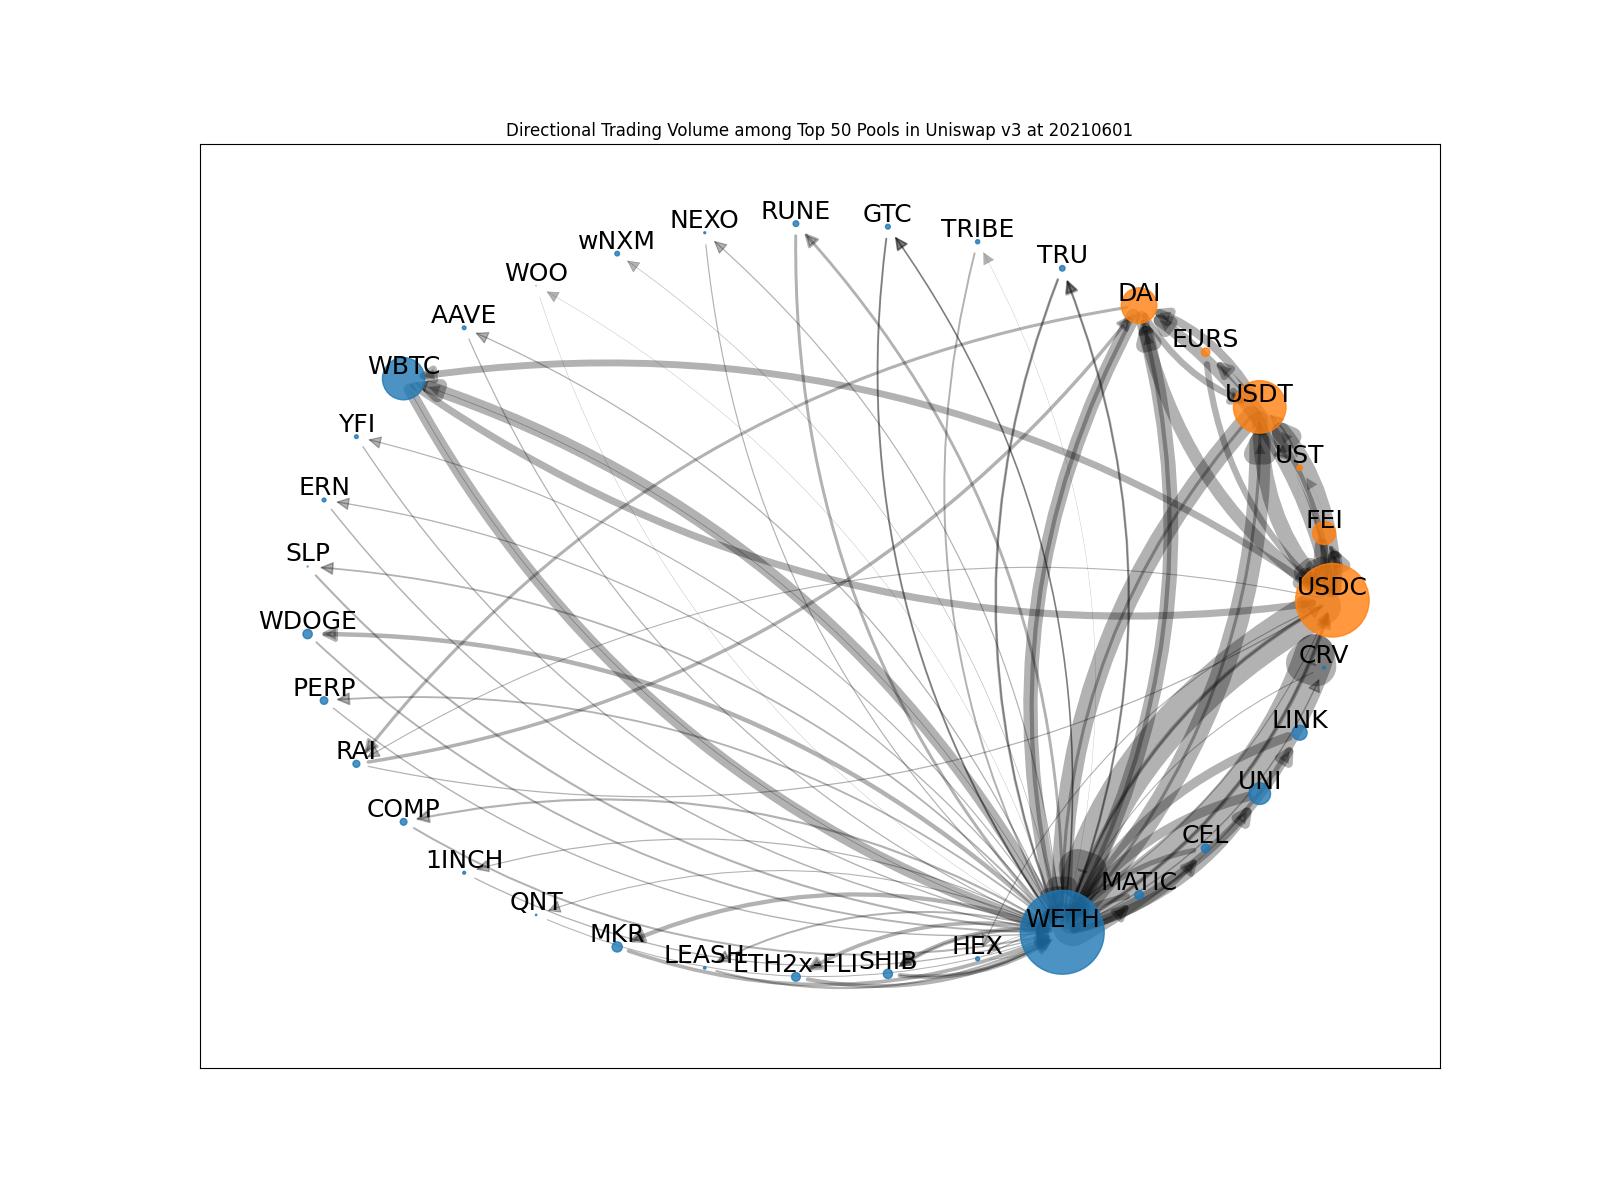 Directional Trading Volume among Top 50 Pools in Uniswap v3 at 20210601
RUNE
GTC
NEXO
TRIBE
wNXM
TRU
WOO
DAI
AAVE
EURS
WBTC
USDT
YFI
UST
ERN
FEI
SLP
USDC
WDOGE
CRV
PERP
LINK
RAI
UNI
COMP
CEL
1INCH
MATIC
QNT
WETH
MKR
HEX
LEASH
ETH2x-FLI
SHIB